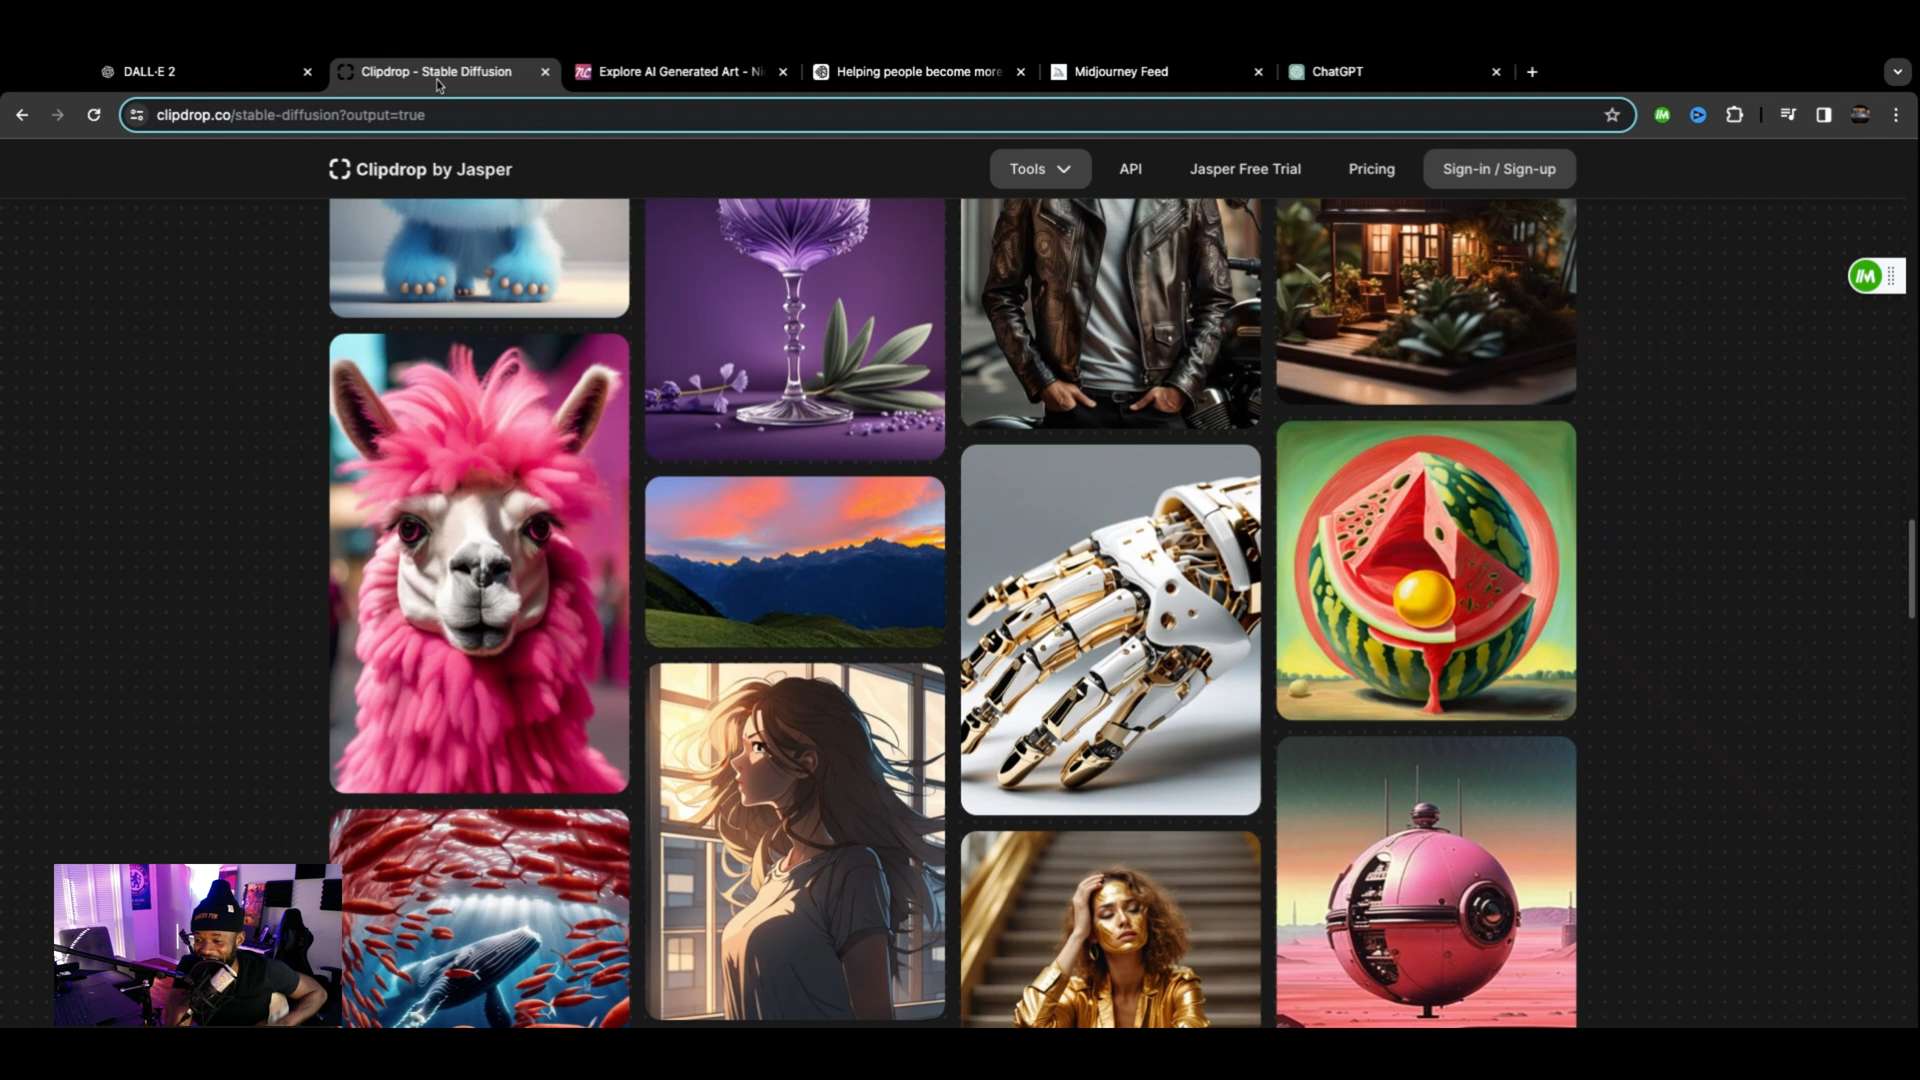 DALL·E 2
Clipdrop - Stable Diffusion
Explore AI Generated Art - Ni
Helping people become more
Midjourney Feed
ChatGPT
clipdrop.co/stable-diffusion?output=true
Clipdrop by Jasper
Tools
API
Jasper Free Trial
Pricing
Sign-in / Sign-up